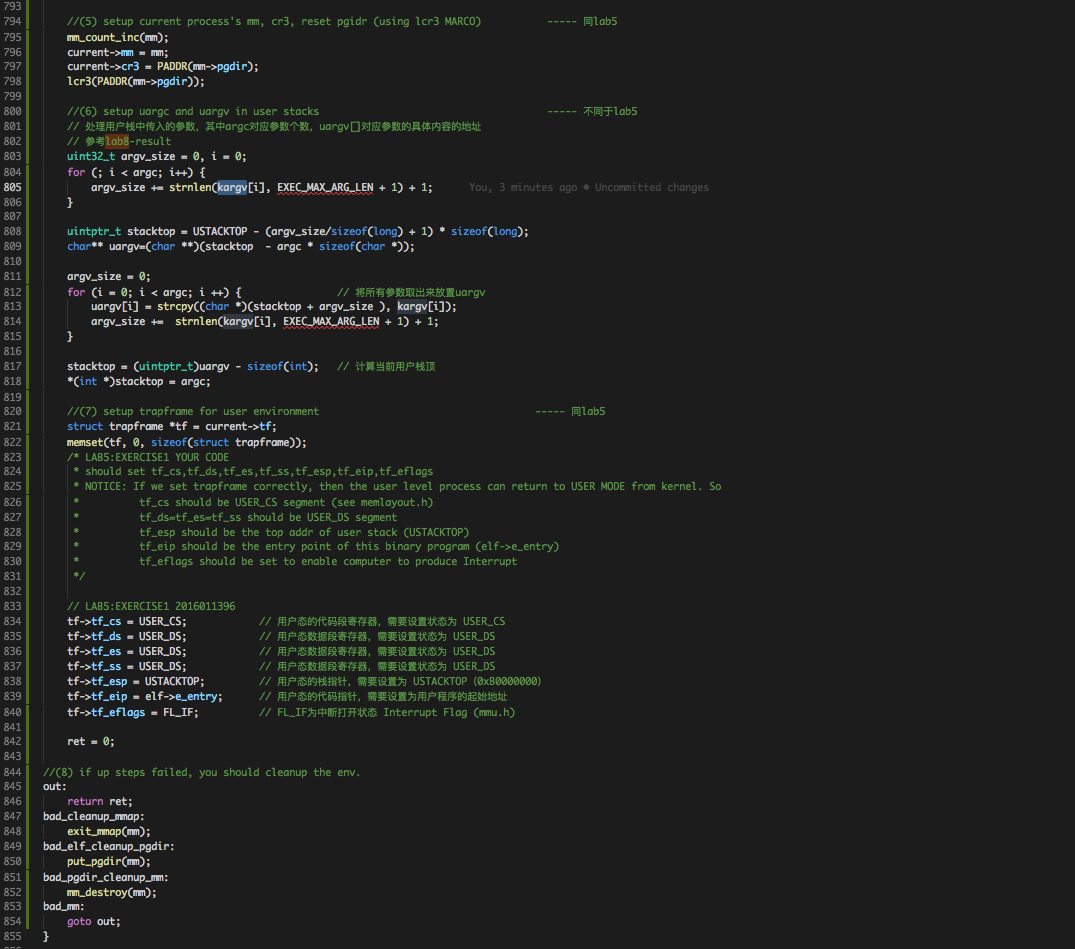 793
794 //(5) setup current process's mm, cr3, reset pgidr (using lcr3 MARCO) ----- 同lab5
795 mm_count_inc(mm);
796 current->mm = mm;
797 current->cr3 = PADDR(mm->pgdir);
798 lcr3(PADDR(mm->pgdir));
799
800 //(6) setup uargc and uargv in user stacks ----- 不同于lab5
801 // 处理用户栈中传入的参数，其中argc对应参数个数，uargv[]对应参数的具体内容的地址
802 // 参考lab8-result
803 uint32_t argv_size = 0, i = 0;
804 for (; i < argc; i++) {
805 argv_size += strnlen(kargv[i], EXEC_MAX_ARG_LEN + 1) + 1; You, 3 minutes ago • Uncommitted changes
806 }
807
808 uintptr_t stacktop = USTACKTOP - (argv_size/sizeof(long) + 1) * sizeof(long);
809 char** uargv=(char **)(stacktop - argc * sizeof(char *));
810
811 argv_size = 0;
812 for (i = 0; i < argc; i ++) { // 将所有参数取出来放置uargv
813 uargv[i] = strcpy((char *)(stacktop + argv_size ), kargv[i]);
814 argv_size += strnlen(kargv[i], EXEC_MAX_ARG_LEN + 1) + 1;
815 }
816
817 stacktop = (uintptr_t)uargv - sizeof(int); // 计算当前用户栈顶
818 *(int *)stacktop = argc;
819
820 //(7) setup trapframe for user environment ----- 同lab5
821 struct trapframe *tf = current->tf;
822 memset(tf, 0, sizeof(struct trapframe));
823 /* LAB5:EXERCISE1 YOUR CODE
824 * should set tf_cs,tf_ds,tf_es,tf_ss,tf_esp,tf_eip,tf_eflags
825 * NOTICE: If we set trapframe correctly, then the user level process can return to USER MODE from kernel. So
826 * tf_cs should be USER_CS segment (see memlayout.h)
827 * tf_ds=tf_es=tf_ss should be USER_DS segment
828 * tf_esp should be the top addr of user stack (USTACKTOP)
829 * tf_eip should be the entry point of this binary program (elf->e_entry)
830 * tf_eflags should be set to enable computer to produce Interrupt
831 */
832
833 // LAB5:EXERCISE1 2016011396
834 tf->tf_cs = USER_CS; // 用户态的代码段寄存器，需要设置状态为 USER_CS
835 tf->tf_ds = USER_DS; // 用户态数据段寄存器，需要设置状态为 USER_DS
836 tf->tf_es = USER_DS; // 用户态数据段寄存器，需要设置状态为 USER_DS
837 tf->tf_ss = USER_DS; // 用户态数据段寄存器，需要设置状态为 USER_DS
838 tf->tf_esp = USTACKTOP; // 用户态的栈指针，需要设置为 USTACKTOP (0xB0000000)
839 tf->tf_eip = elf->e_entry; // 用户态的代码指针，需要设置为用户程序的起始地址
840 tf->tf_eflags = FL_IF; // FL_IF为中断打开状态 Interrupt Flag (mmu.h)
841
842 ret = 0;
843
844 //(8) if up steps failed, you should cleanup the env.
845 out:
846 return ret;
847 bad_cleanup_mmap:
848 exit_mmap(mm);
849 bad_elf_cleanup_pgdir:
850 put_pgdir(mm);
851 bad_pgdir_cleanup_mm:
852 mm_destroy(mm);
853 bad_mm:
854 goto out;
855 }